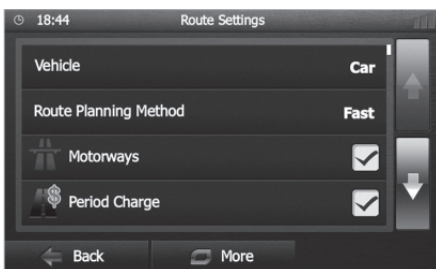 18:44 Route Settings
Vehicle Car
Route Planning Method Fast
Motorways
Period Charge
Back More